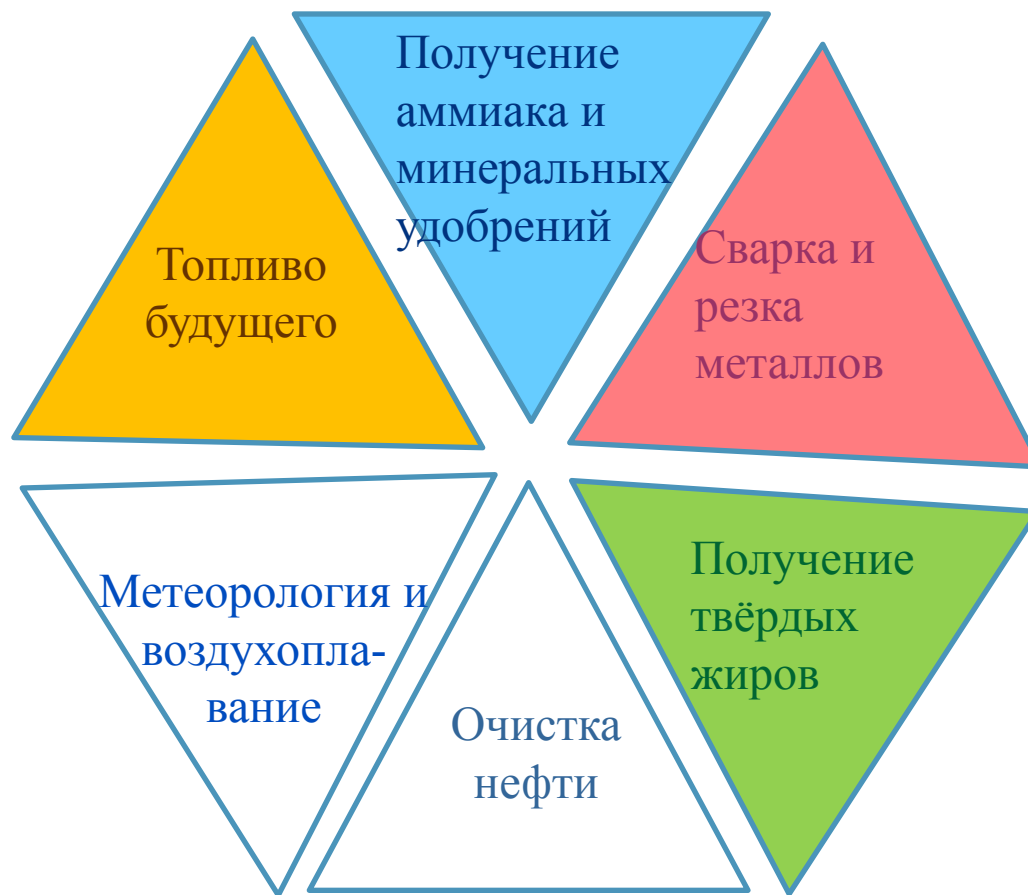 Получение
аммиака и
минеральных
удобрений
Топливо
будущего
Сварка и
резка
металлов
Метеорология и
воздухопла-
вание
Очистка
нефти
Получение
твёрдых
жиров